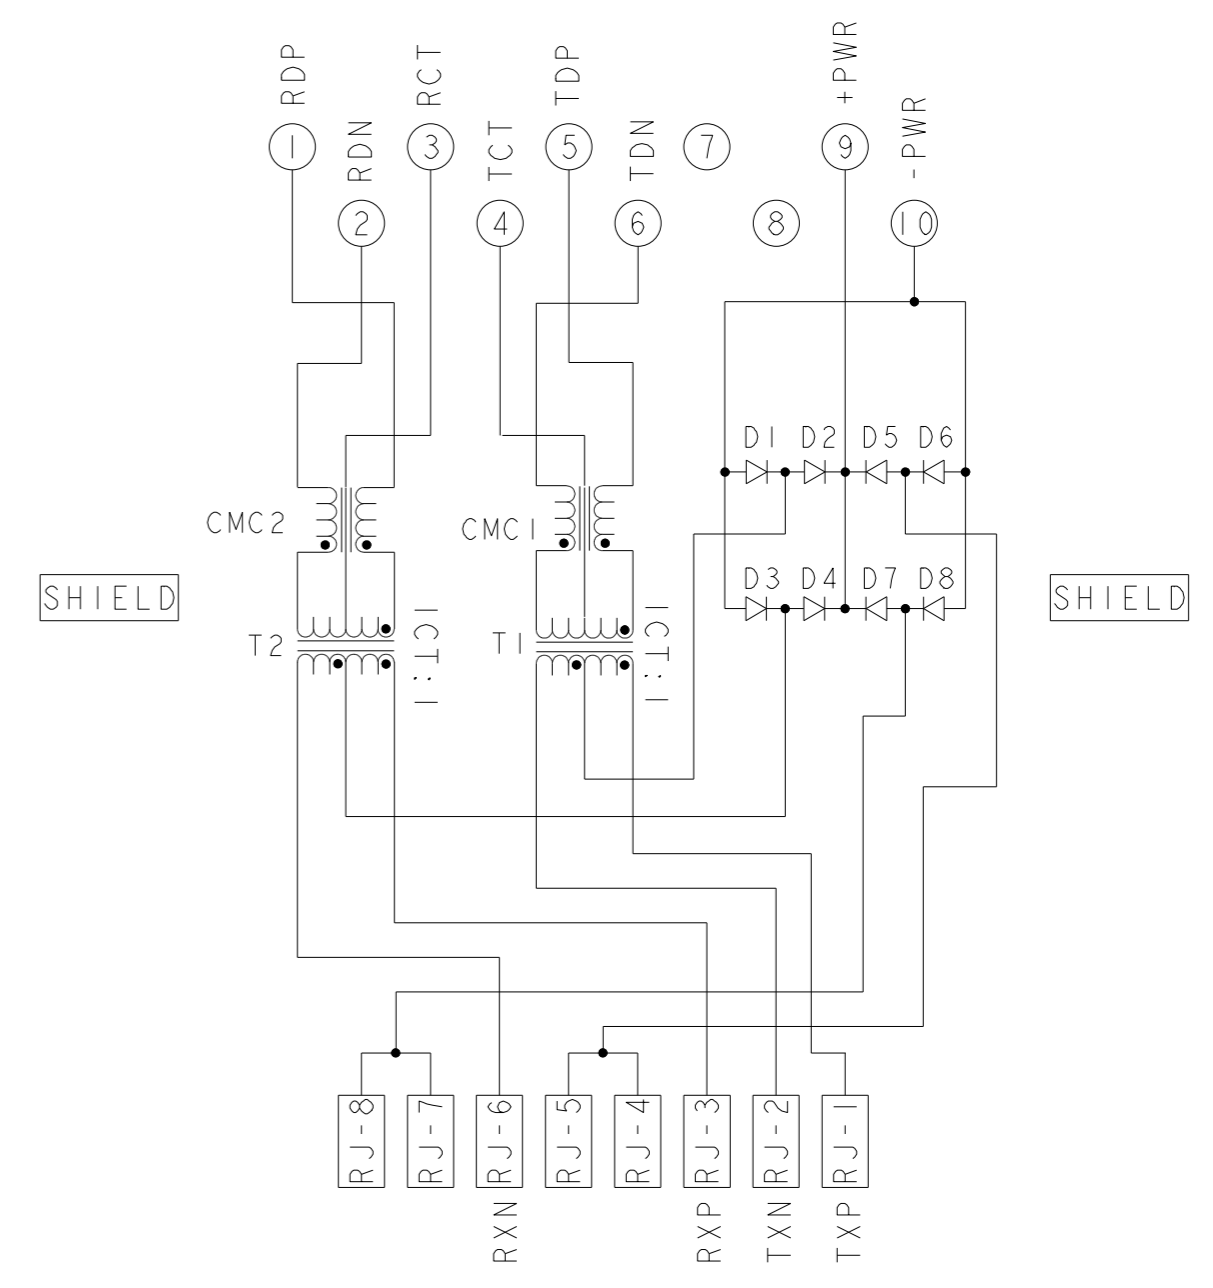 RDP
RDN
RCT
TCT
TDP
TDN
+PWR
-PWR
1
2
3
4
5
6
7
8
9
10
D1 D2 D5 D6
CMC2
CMC1
D3 D4 D7 D8
SHIELD
SHIELD
T2
1CT:1
T1
1CT:1
RJ-8
RJ-7
RJ-6
RJ-5
RJ-4
RJ-3
RJ-2
RJ-1
RXN
RXP
TXN
TXP